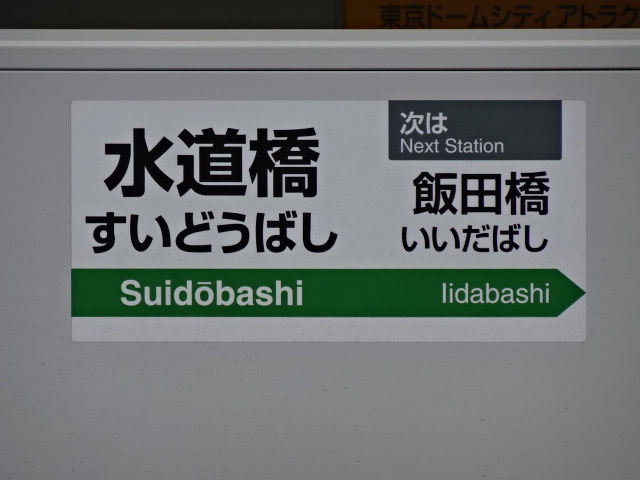 東京ドームシティ アトラク
水道橋
すいどうばし
Suidōbashi
次は
Next Station
飯田橋
いいだばし
Iidabashi